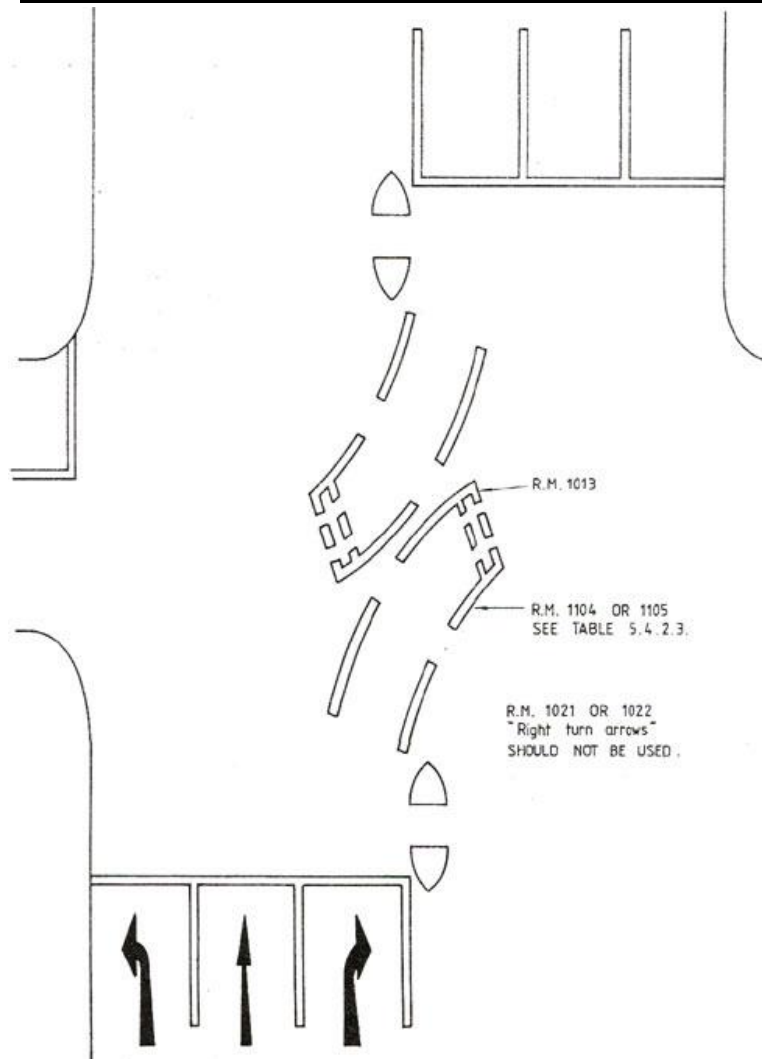 R.M. 1013
R.M. 1104 OR 1105
SEE TABLE 5.4.2.3.
R.M. 1021 OR 1022
"Right turn arrows"
SHOULD NOT BE USED.